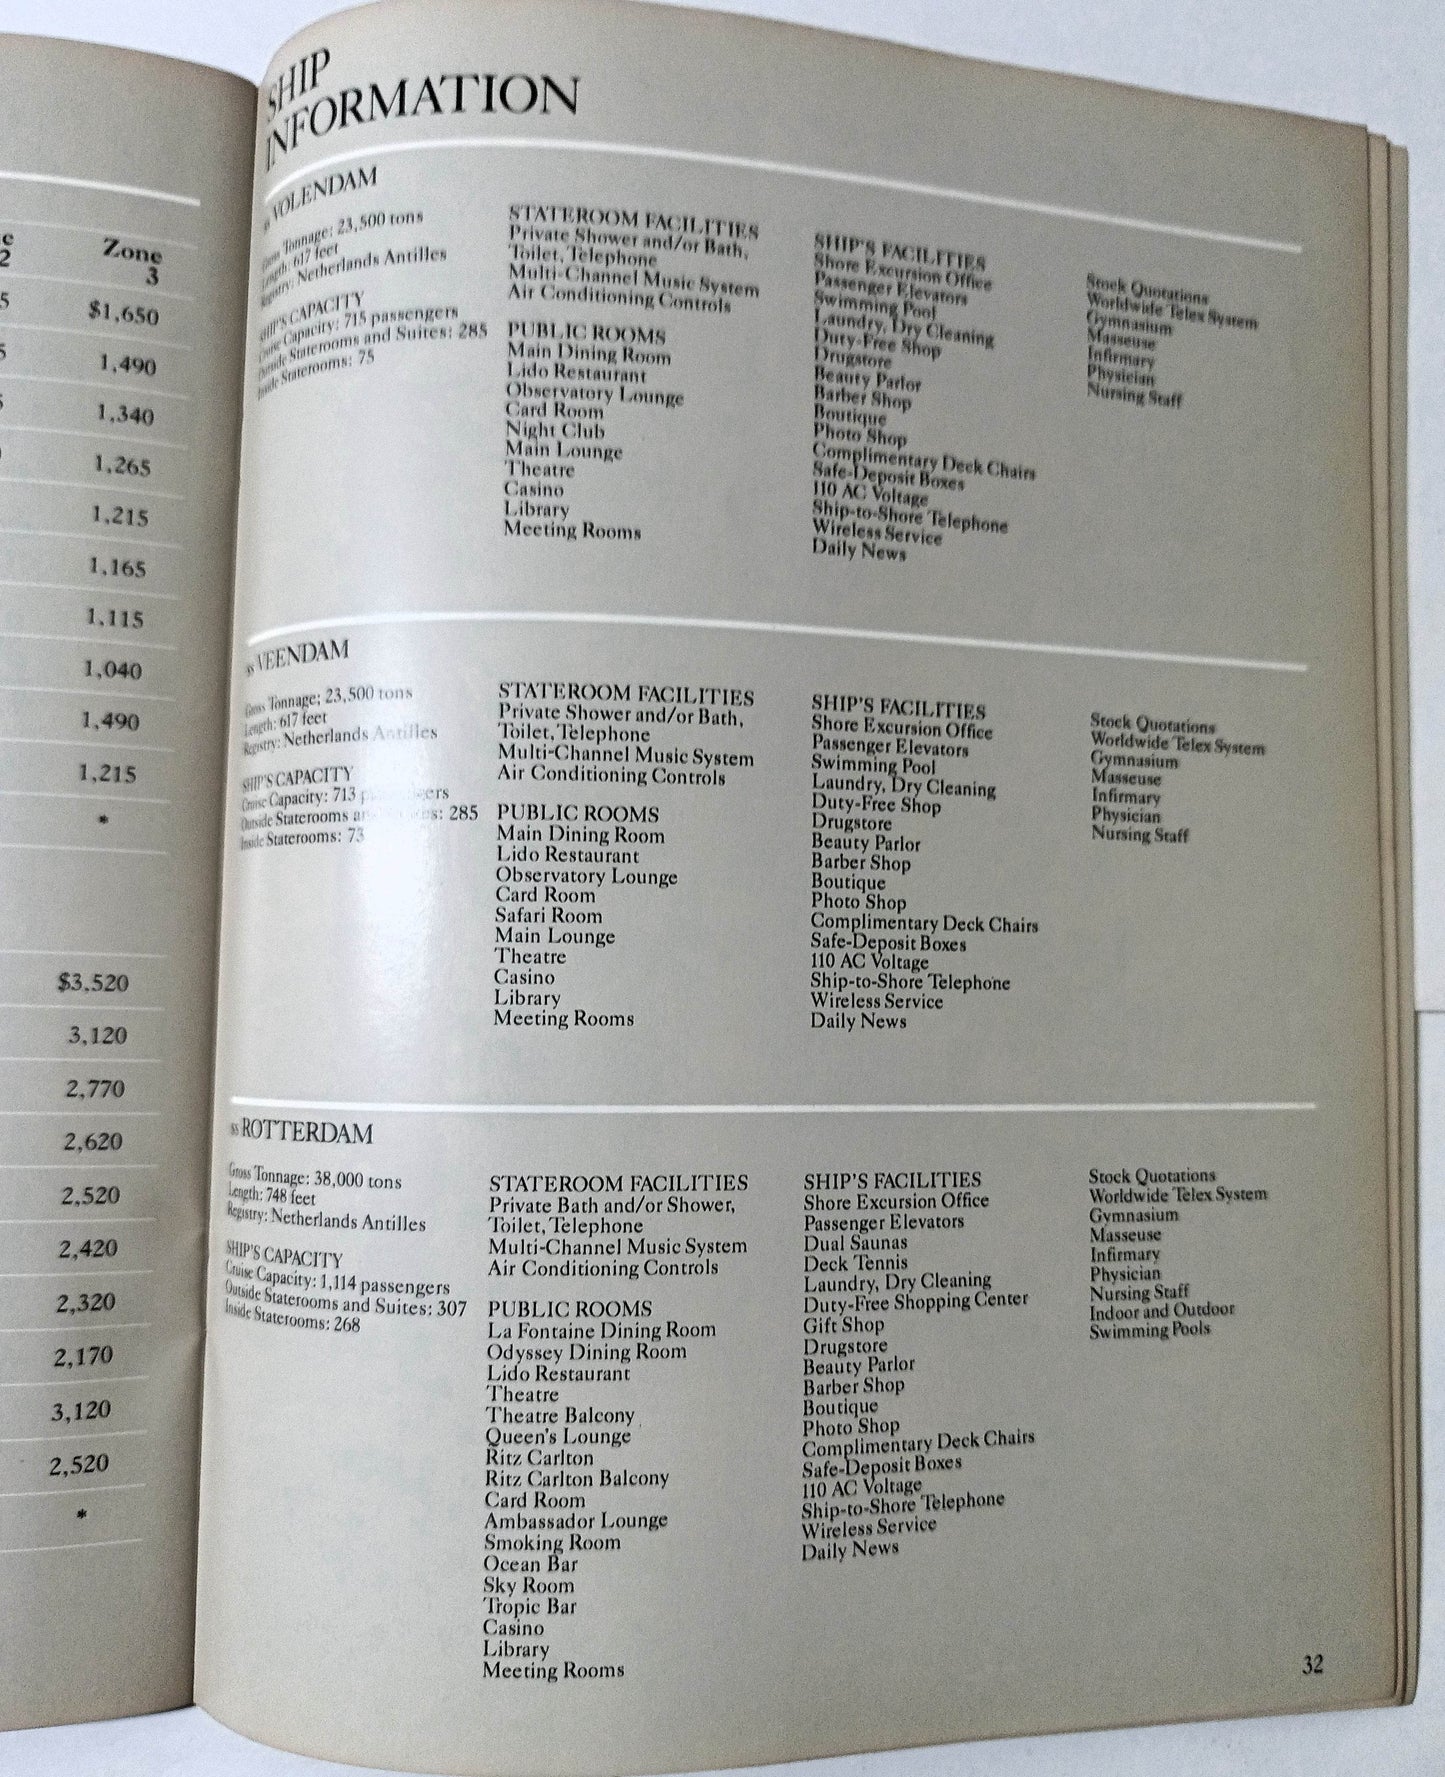 Zone
2
3
$1,650
1,490
1,340
1,265
1,215
1,165
1,115
1,040
1,490
1,215
*
$3,520
3,120
2,770
2,620
2,520
2,420
2,320
2,170
3,120
2,520
*
SHIP
INFORMATION
ss VOLENDAM
Gross Tonnage: 23,500 tons
Length: 617 feet
Registry: Netherlands Antilles
SHIP'S CAPACITY
Cruise Capacity: 715 passengers
Outside Staterooms and Suites: 285
Inside Staterooms: 75
STATEROOM FACILITIES
Private Shower and/or Bath,
Toilet, Telephone
Multi-Channel Music System
Air Conditioning Controls
PUBLIC ROOMS
Main Dining Room
Lido Restaurant
Observatory Lounge
Card Room
Night Club
Main Lounge
Theatre
Casino
Library
Meeting Rooms
SHIP'S FACILITIES
Shore Excursion Office
Passenger Elevators
Swimming Pool
Laundry, Dry Cleaning
Duty-Free Shop
Drugstore
Beauty Parlor
Barber Shop
Boutique
Photo Shop
Complimentary Deck Chairs
Safe-Deposit Boxes
110 AC Voltage
Ship-to-Shore Telephone
Wireless Service
Daily News
Stock Quotations
Worldwide Telex System
Gymnasium
Masseuse
Infirmary
Physician
Nursing Staff
ss VEENDAM
Gross Tonnage; 23,500 tons
Length: 617 feet
Registry: Netherlands Antilles
SHIP'S CAPACITY
Cruise Capacity: 713 passengers
Outside Staterooms and Suites: 285
Inside Staterooms: 73
STATEROOM FACILITIES
Private Shower and/or Bath,
Toilet, Telephone
Multi-Channel Music System
Air Conditioning Controls
PUBLIC ROOMS
Main Dining Room
Lido Restaurant
Observatory Lounge
Card Room
Safari Room
Main Lounge
Theatre
Casino
Library
Meeting Rooms
SHIP'S FACILITIES
Shore Excursion Office
Passenger Elevators
Swimming Pool
Laundry, Dry Cleaning
Duty-Free Shop
Drugstore
Beauty Parlor
Barber Shop
Boutique
Photo Shop
Complimentary Deck Chairs
Safe-Deposit Boxes
110 AC Voltage
Ship-to-Shore Telephone
Wireless Service
Daily News
Stock Quotations
Worldwide Telex System
Gymnasium
Masseuse
Infirmary
Physician
Nursing Staff
ss ROTTERDAM
Gross Tonnage: 38,000 tons
Length: 748 feet
Registry: Netherlands Antilles
SHIP'S CAPACITY
Cruise Capacity: 1,114 passengers
Outside Staterooms and Suites: 307
Inside Staterooms: 268
STATEROOM FACILITIES
Private Bath and/or Shower,
Toilet, Telephone
Multi-Channel Music System
Air Conditioning Controls
PUBLIC ROOMS
La Fontaine Dining Room
Odyssey Dining Room
Lido Restaurant
Theatre
Theatre Balcony
Queen's Lounge
Ritz Carlton
Ritz Carlton Balcony
Card Room
Ambassador Lounge
Smoking Room
Ocean Bar
Sky Room
Tropic Bar
Casino
Library
Meeting Rooms
SHIP'S FACILITIES
Shore Excursion Office
Passenger Elevators
Dual Saunas
Deck Tennis
Laundry, Dry Cleaning
Duty-Free Shopping Center
Gift Shop
Drugstore
Beauty Parlor
Barber Shop
Boutique
Photo Shop
Complimentary Deck Chairs
Safe-Deposit Boxes
110 AC Voltage
Ship-to-Shore Telephone
Wireless Service
Daily News
Stock Quotations
Worldwide Telex System
Gymnasium
Masseuse
Infirmary
Physician
Nursing Staff
Indoor and Outdoor
Swimming Pools
32